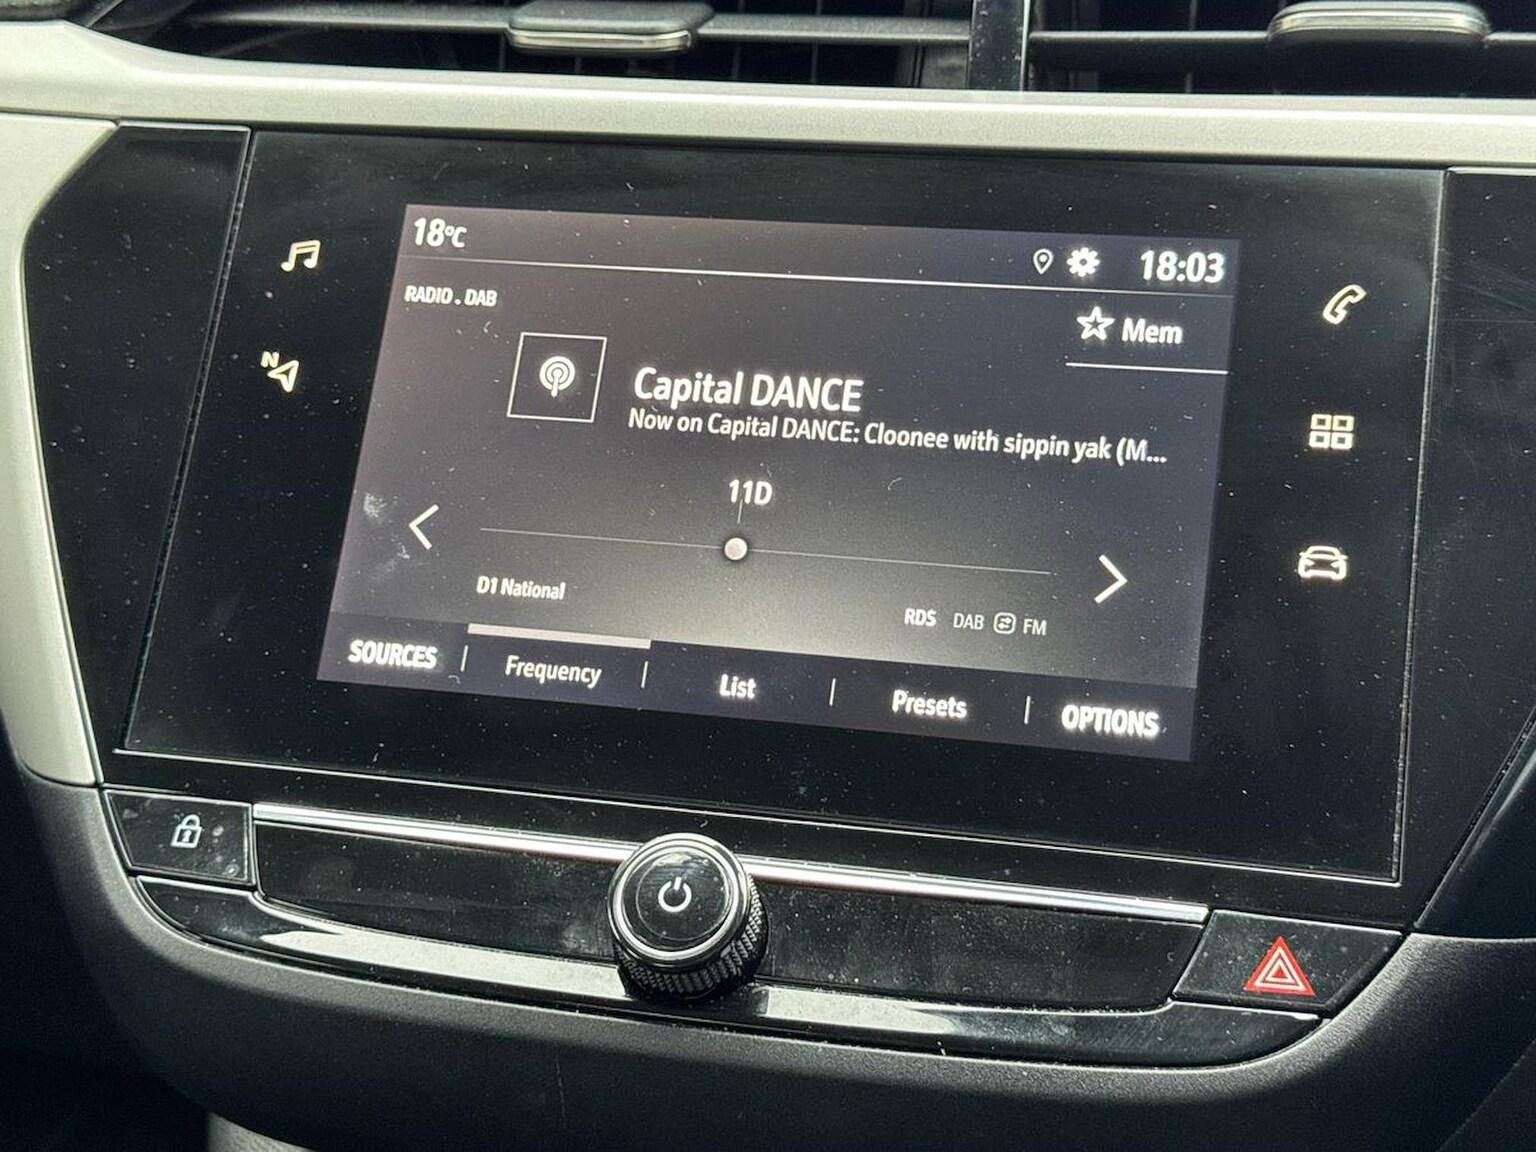 18°C
18:03
RADIO . DAB
Mem
Capital DANCE
Now on Capital DANCE: Cloonee with sippin yak (M...
N
11D
D1 National
RDS DAB FM
SOURCES | Frequency | List | Presets | OPTIONS